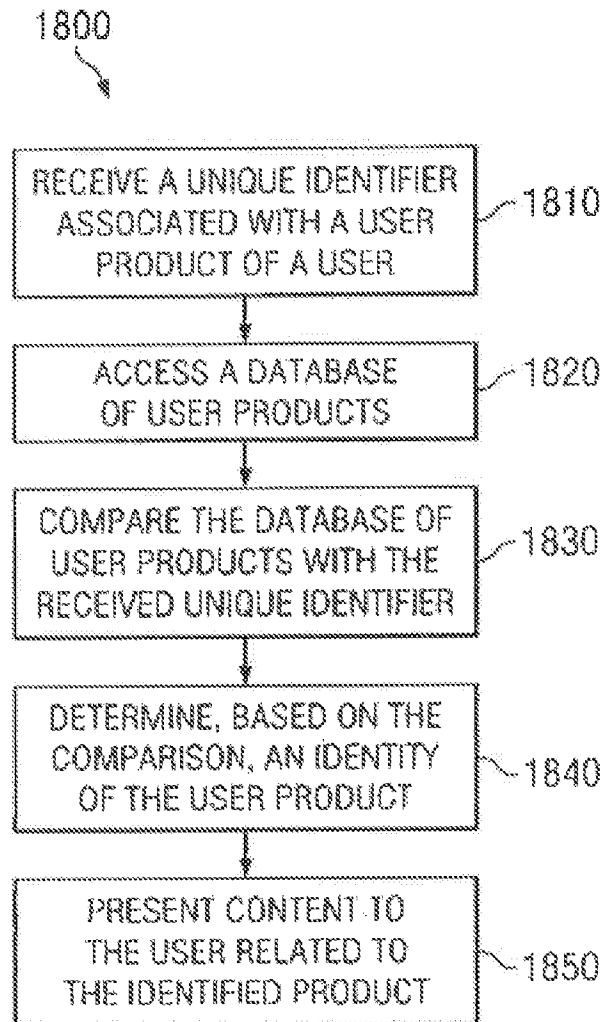 1800
RECEIVE A UNIQUE IDENTIFIER
ASSOCIATED WITH A USER
PRODUCT OF A USER
1810
ACCESS A DATABASE
OF USER PRODUCTS
1820
COMPARE THE DATABASE OF
USER PRODUCTS WITH THE
RECEIVED UNIQUE IDENTIFIER
1830
DETERMINE, BASED ON THE
COMPARISON, AN IDENTITY
OF THE USER PRODUCT
1840
PRESENT CONTENT TO
THE USER RELATED TO
THE IDENTIFIED PRODUCT
1850